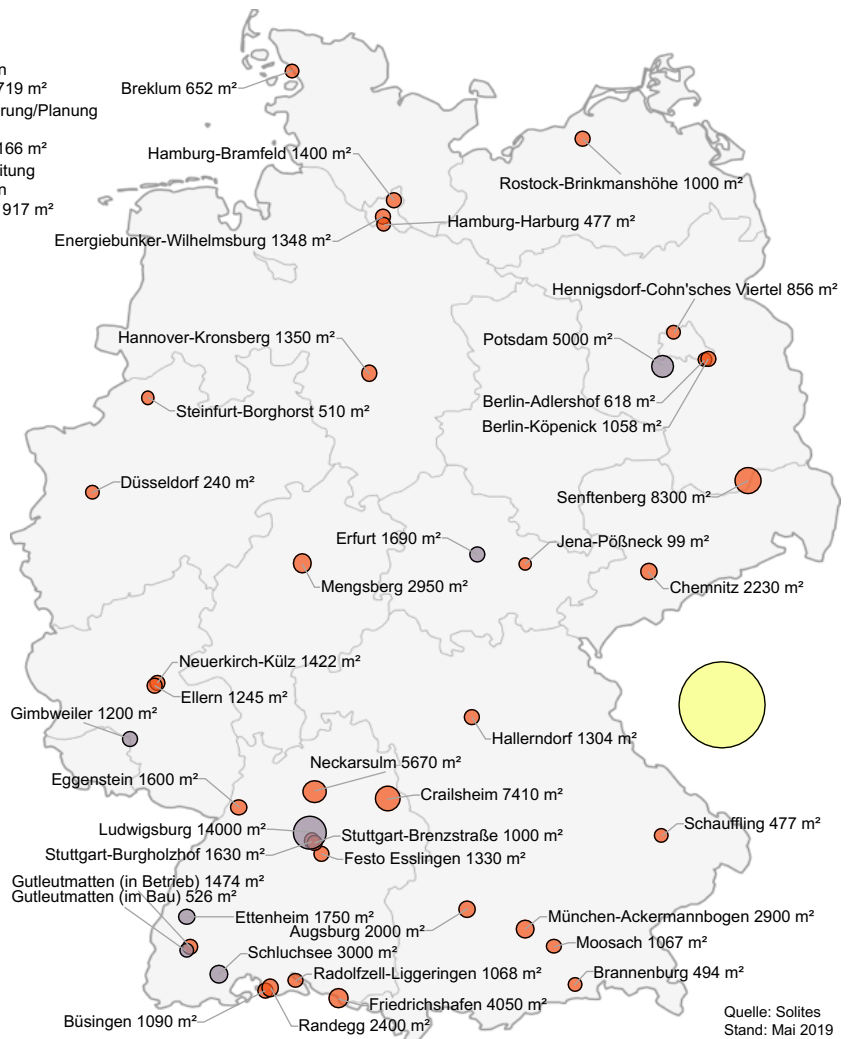 719 m²
Breklum 652 m²
166 m²
Hamburg-Bramfeld 1400 m²
Rostock-Brinkmanshöhe 1000 m²
917 m²
Hamburg-Harburg 477 m²
Energiebunker-Wilhelmsburg 1348 m²
Hennigsdorf-Cohn'sches Viertel 856 m²
Hannover-Kronsberg 1350 m²
Potsdam 5000 m²
Steinfurt-Borghorst 510 m²
Berlin-Adlershof 618 m²
Berlin-Köpenick 1058 m²
Düsseldorf 240 m²
Senftenberg 8300 m²
Erfurt 1690 m²
Jena-Pößneck 99 m²
Mengsberg 2950 m²
Chemnitz 2230 m²
Neuerkirch-Külz 1422 m²
Ellern 1245 m²
Gimbweiler 1200 m²
Hallerndorf 1304 m²
Neckarsulm 5670 m²
Eggenstein 1600 m²
Crailsheim 7410 m²
Ludwigsburg 14000 m²
Stuttgart-Brenzstraße 1000 m²
Schauffling 477 m²
Stuttgart-Burgholzhof 1630 m²
Festo Esslingen 1330 m²
Gutleutmatten (in Betrieb) 1474 m²
Gutleutmatten (im Bau) 526 m²
Ettenheim 1750 m²
Augsburg 2000 m²
München-Ackermannbogen 2900 m²
Moosach 1067 m²
Schluchsee 3000 m²
Radolfzell-Liggeringen 1068 m²
Brannenburg 494 m²
Friedrichshafen 4050 m²
Büsingen 1090 m²
Randegg 2400 m²
Quelle: Solites
Stand: Mai 2019